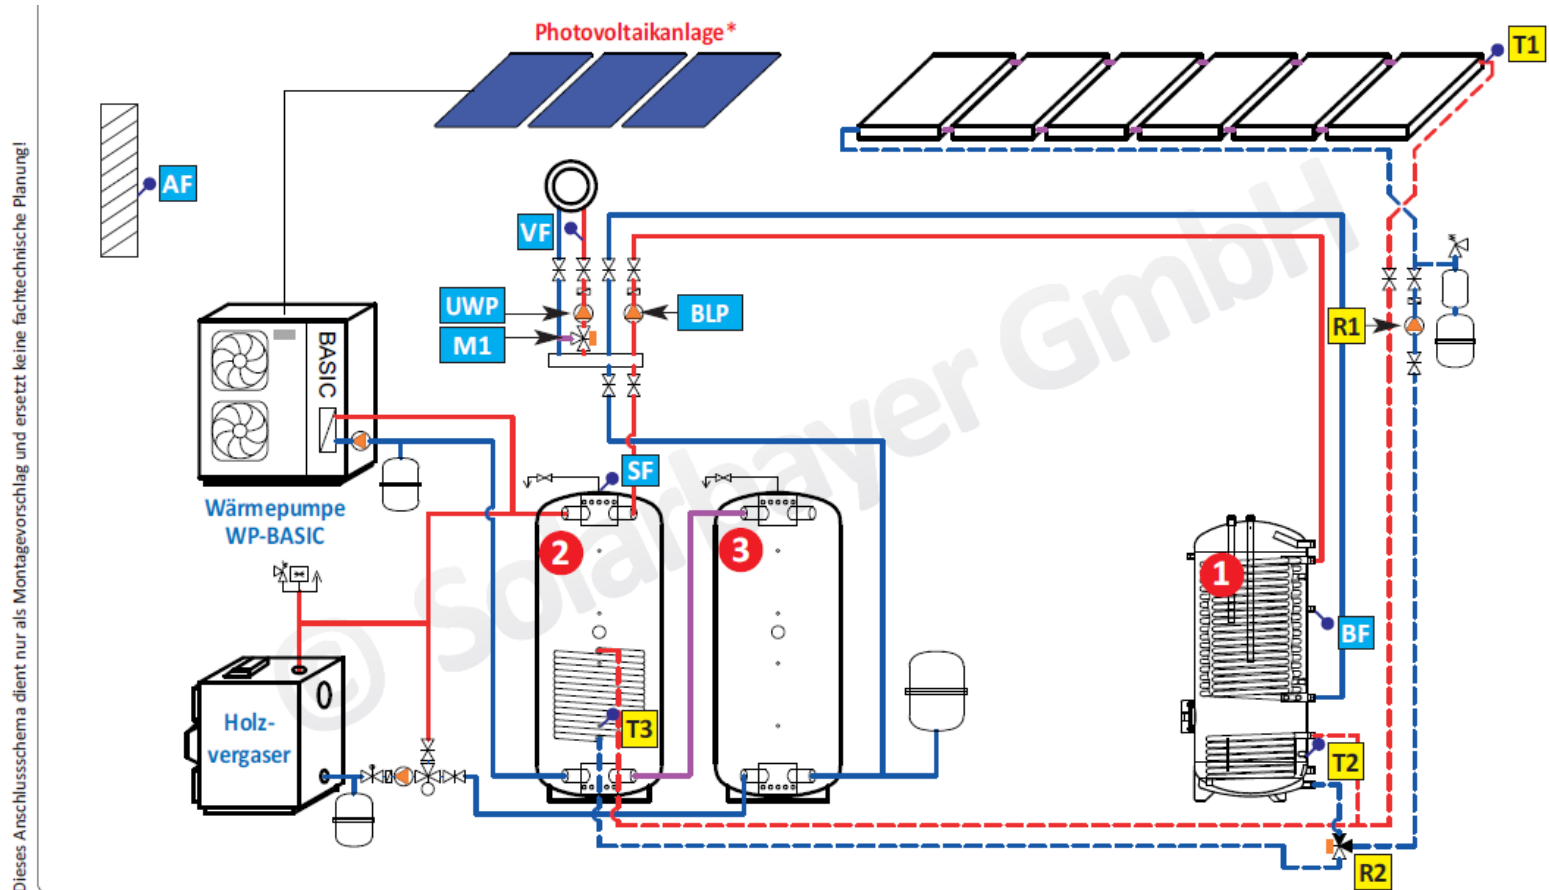 Photovoltaikanlage*
T1
AF
VF
UWP
BLP
M1
R1
BASIC
SF
Wärmepumpe
WP-BASIC
2
3
1
BF
Holz-
vergaser
T3
T2
R2
Dieses Anschlussschema dient nur als Montagevorschlag und ersetzt keine fachtechnische Planung!
© Solarbayer GmbH